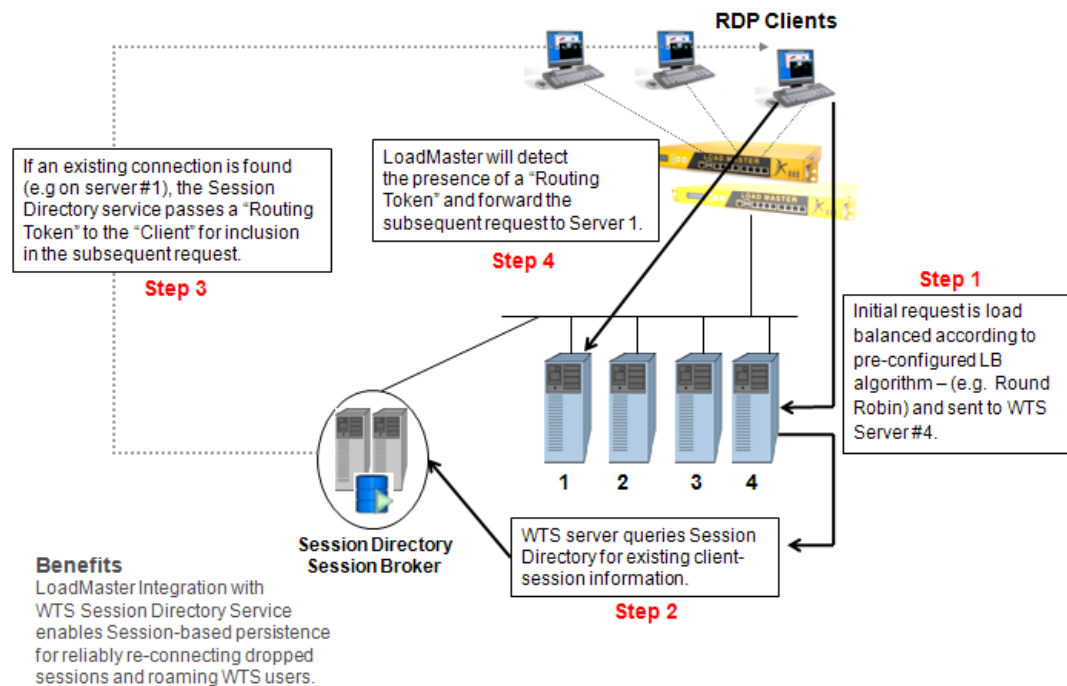 RDP Clients
If an existing connection is found
(e.g on server #1), the Session
Directory service passes a “Routing
Token” to the “Client” for inclusion
in the subsequent request.
Step 3
LoadMaster will detect
the presence of a “Routing
Token” and forward the
subsequent request to Server 1.
Step 4
LOAD MASTER
LOAD MASTER
Step 1
Initial request is load
balanced according to
pre-configured LB
algorithm – (e.g. Round
Robin) and sent to WTS
Server #4.
1
2
3
4
Session Directory
Session Broker
WTS server queries Session
Directory for existing client-
session information.
Step 2
Benefits
LoadMaster Integration with
WTS Session Directory Service
enables Session-based persistence
for reliably re-connecting dropped
sessions and roaming WTS users.